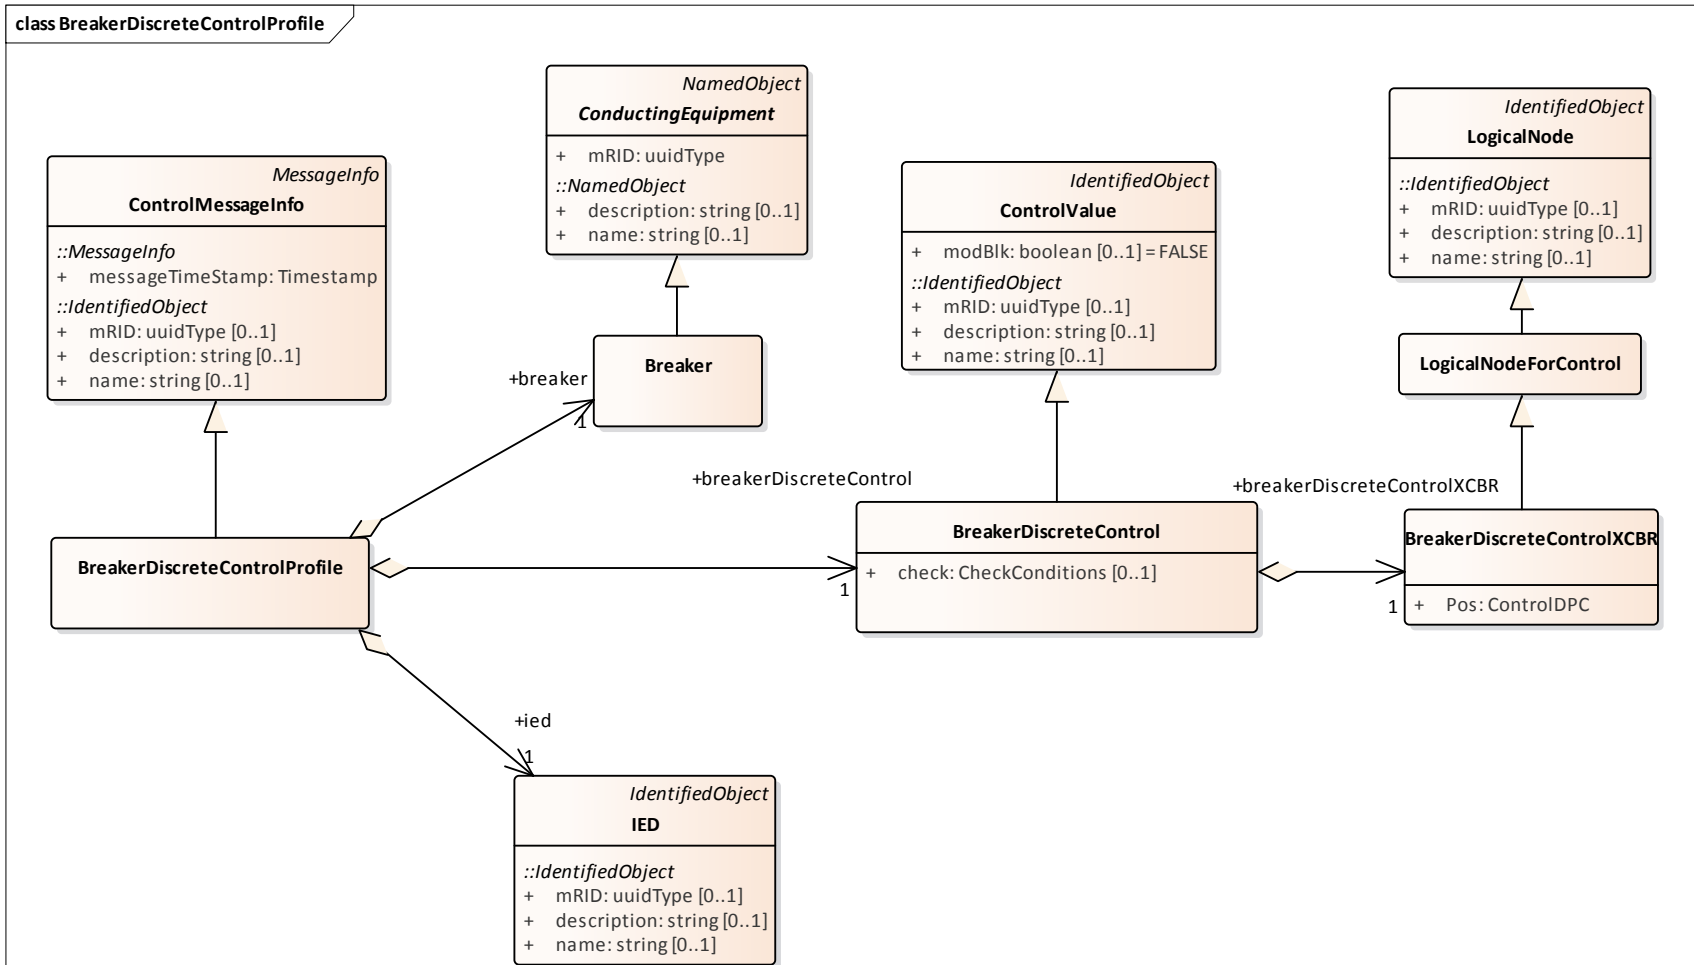 class BreakerDiscreteControlProfile
NamedObject
ConductingEquipment
+ mRID: uuidType
::NamedObject
+ description: string [0..1]
+ name: string [0..1]
IdentifiedObject
LogicalNode
::IdentifiedObject
+ mRID: uuidType [0..1]
+ description: string [0..1]
+ name: string [0..1]
MessageInfo
ControlMessageInfo
::MessageInfo
+ messageTimeStamp: Timestamp
::IdentifiedObject
+ mRID: uuidType [0..1]
+ description: string [0..1]
+ name: string [0..1]
IdentifiedObject
ControlValue
+ modBlk: boolean [0..1] = FALSE
::IdentifiedObject
+ mRID: uuidType [0..1]
+ description: string [0..1]
+ name: string [0..1]
Breaker
LogicalNodeForControl
+breaker
1
+breakerDiscreteControl
+breakerDiscreteControlXCBR
BreakerDiscreteControlProfile
1
BreakerDiscreteControl
+ check: CheckConditions [0..1]
1
BreakerDiscreteControlXCBR
+ Pos: ControlDPC
+ied
1
IdentifiedObject
IED
::IdentifiedObject
+ mRID: uuidType [0..1]
+ description: string [0..1]
+ name: string [0..1]